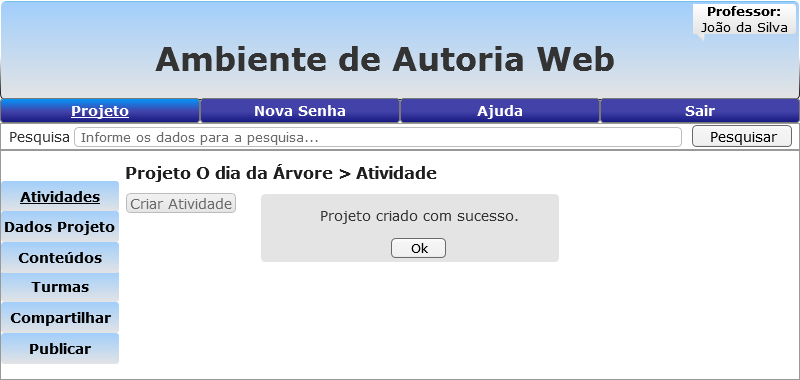 Professor:
João da Silva
Ambiente de Autoria Web
Projeto Nova Senha Ajuda Sair
Pesquisa Informe os dados para a pesquisa... Pesquisar
Projeto O dia da Árvore > Atividade
Atividades
Dados Projeto
Conteúdos
Turmas
Compartilhar
Publicar
Criar Atividade
Projeto criado com sucesso.
Ok